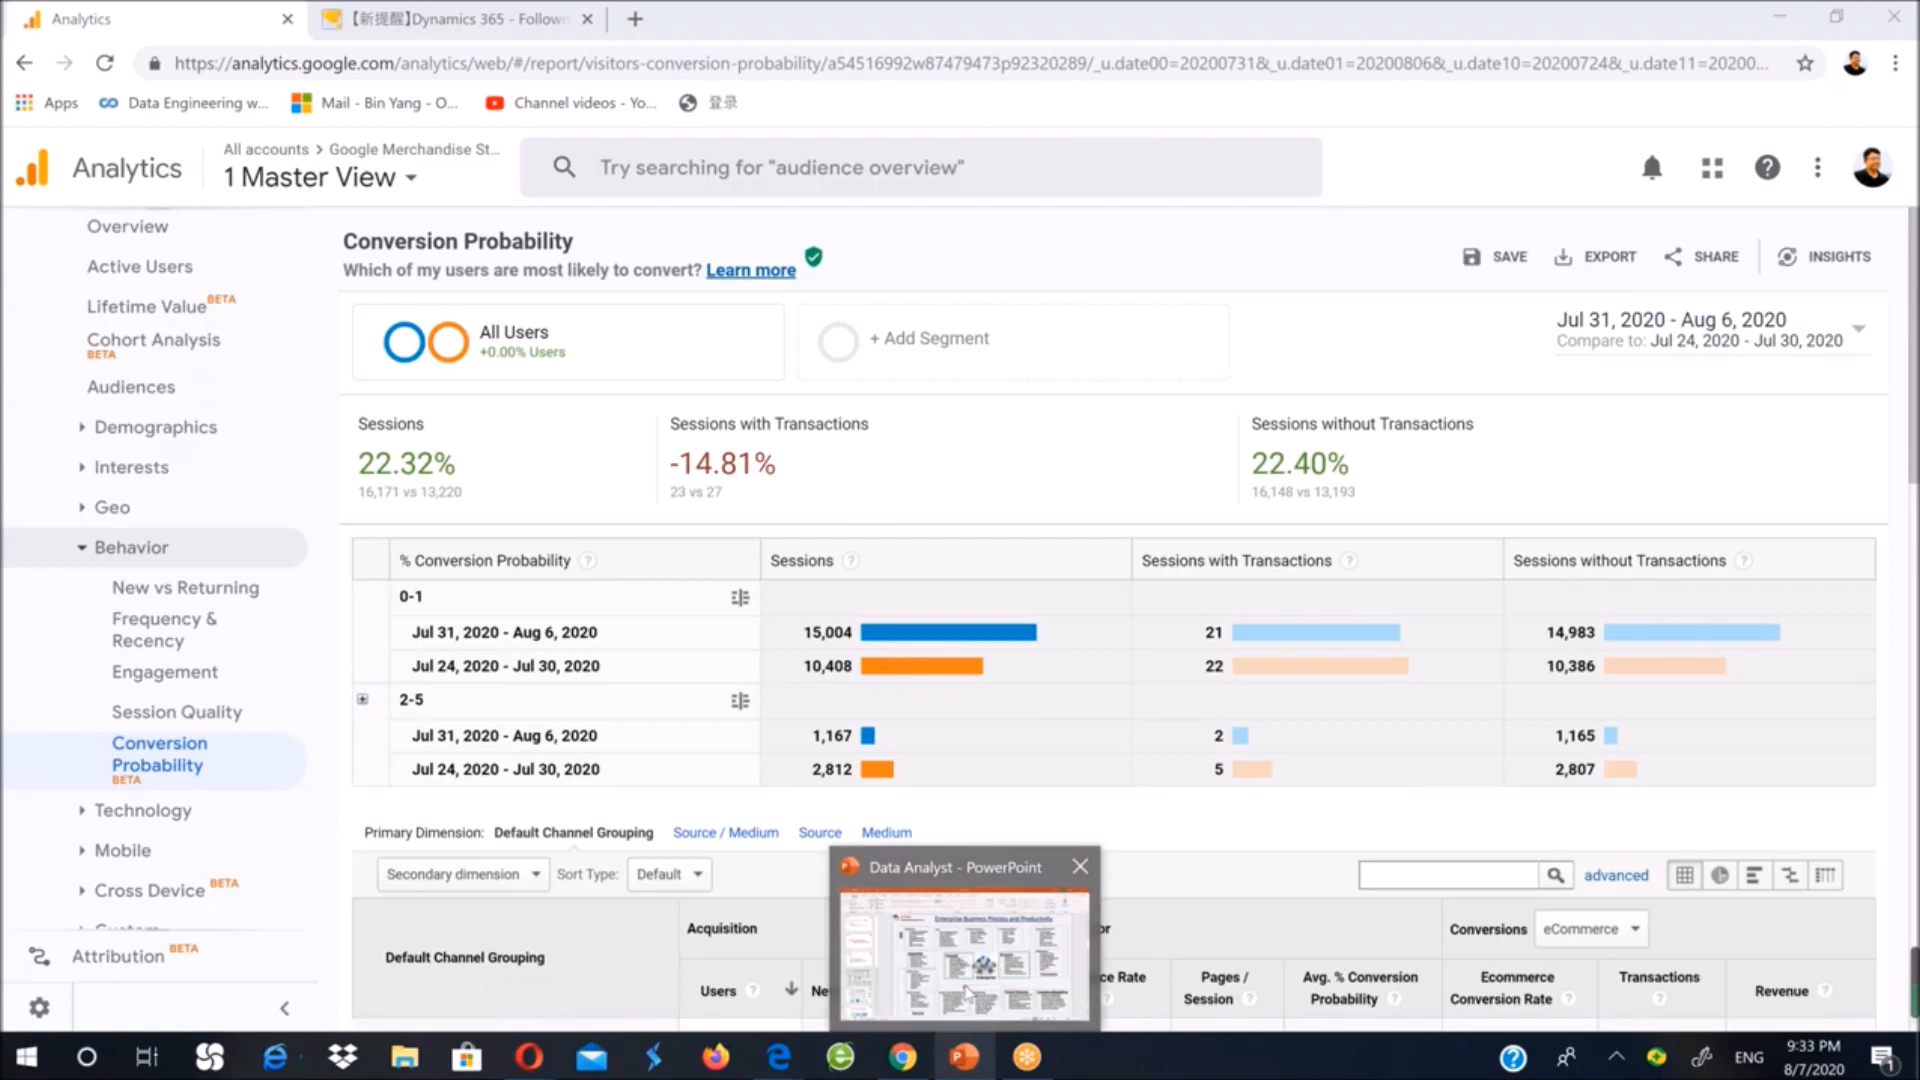 Analytics
【新提醒】Dynamics 365 - Follow
https://analytics.google.com/analytics/web/#/report/visitors-conversion-probability/a54516992w87479473p92320289/_u.date00=20200731&_u.date01=20200806&_u.date10=20200724&_u.date11=20200...
Apps
Data Engineering w...
Mail - Bin Yang - O...
Channel videos - Yo...
登录
Analytics
All accounts > Google Merchandise St...
1 Master View
Try searching for "audience overview"
Overview
Active Users
Lifetime Value BETA
Cohort Analysis
BETA
Audiences
Demographics
Interests
Geo
Behavior
New vs Returning
Frequency &
Recency
Engagement
Session Quality
Conversion
Probability
BETA
Technology
Mobile
Cross Device BETA
Attribution BETA
Conversion Probability
Which of my users are most likely to convert? Learn more
SAVE
EXPORT
SHARE
INSIGHTS
All Users
+0.00% Users
+ Add Segment
Jul 31, 2020 - Aug 6, 2020
Compare to: Jul 24, 2020 - Jul 30, 2020
Sessions
22.32%
16,171 vs 13,220
Sessions with Transactions
-14.81%
23 vs 27
Sessions without Transactions
22.40%
16,148 vs 13,193
% Conversion Probability ? Sessions ? Sessions with Transactions ? Sessions without Transactions ?
0-1
Jul 31, 2020 - Aug 6, 2020 15,004 21 14,983
Jul 24, 2020 - Jul 30, 2020 10,408 22 10,386
2-5
Jul 31, 2020 - Aug 6, 2020 1,167 2 1,165
Jul 24, 2020 - Jul 30, 2020 2,812 5 2,807
Primary Dimension: Default Channel Grouping Source / Medium Source Medium
Secondary dimension Sort Type: Default
advanced
Data Analyst - PowerPoint
Enterprise Business Process and Productivity
Default Channel Grouping
Acquisition
Conversions eCommerce
Users ?
Ne
ce Rate
Pages /
Session ?
Avg. % Conversion
Probability ?
Ecommerce
Conversion Rate ?
Transactions
?
Revenue ?
ENG
9:33 PM
8/7/2020
1